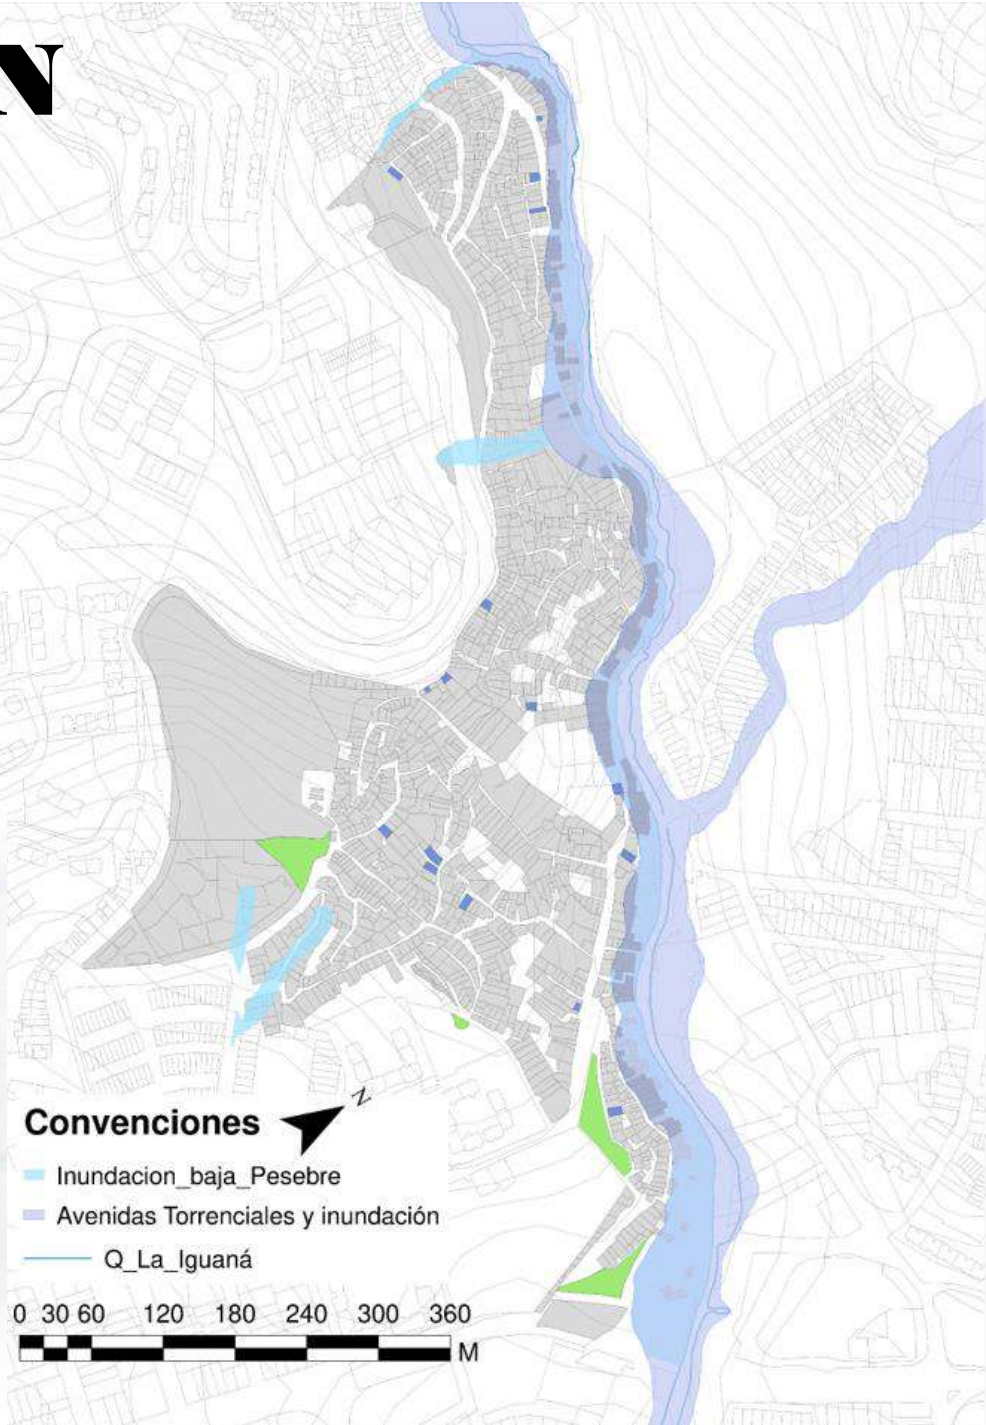 N
Convenciones
N
Inundacion_baja_Pesebre
Avenidas Torrenciales y inundación
Q_La_Iguaná
0 30 60 120 180 240 300 360
M